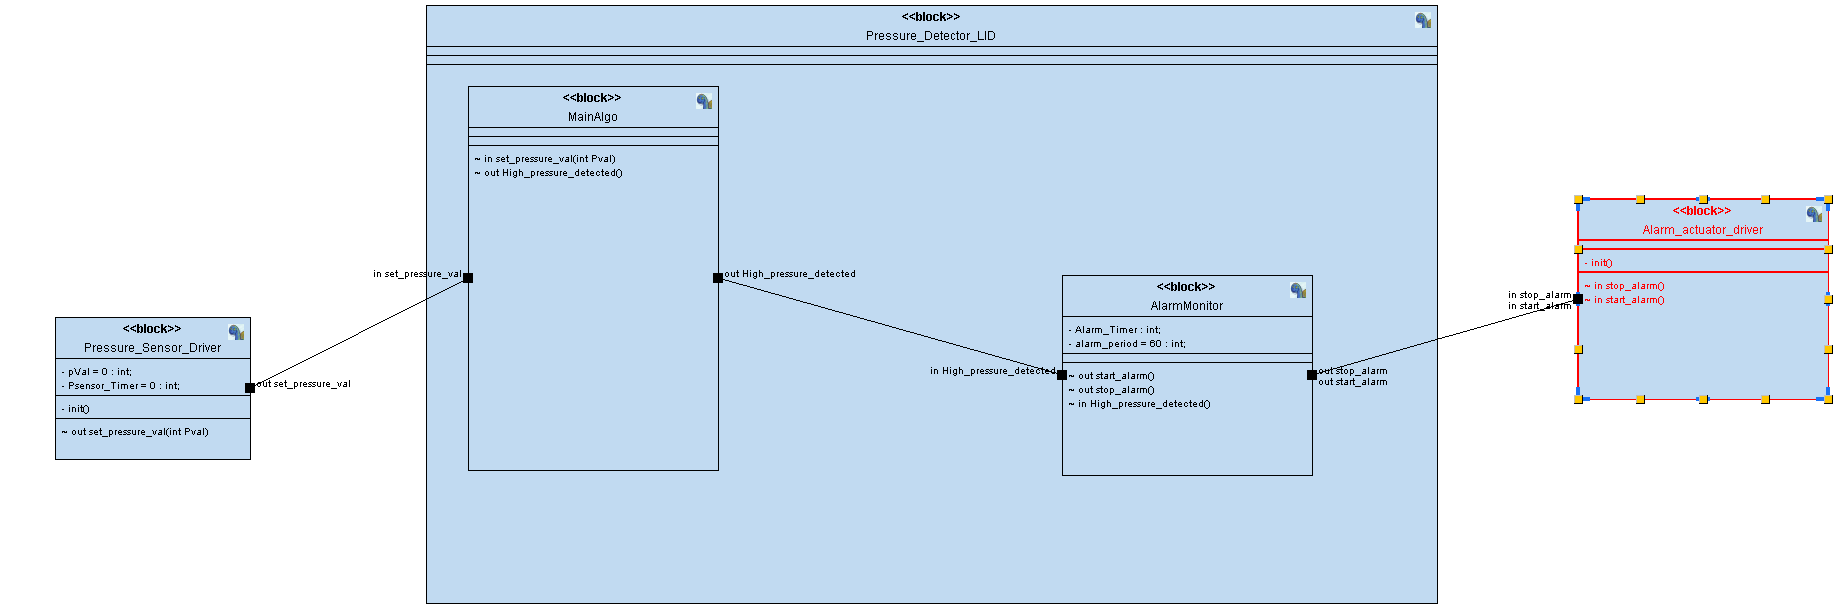 <<block>>
Pressure_Detector_LID
<<block>>
MainAlgo
~ in set_pressure_val(int Pval)
~ out High_pressure_detected()
in set_pressure_val
out High_pressure_detected
<<block>>
Pressure_Sensor_Driver
- pVal = 0 : int;
- Psensor_Timer = 0 : int;
- init()
~ out set_pressure_val(int Pval)
out set_pressure_val
<<block>>
AlarmMonitor
- Alarm_Timer : int;
- alarm_period = 60 : int;
~ out start_alarm()
~ out stop_alarm()
~ in High_pressure_detected()
in High_pressure_detected
out stop_alarm
out start_alarm
<<block>>
Alarm_actuator_driver
- init()
~ in stop_alarm()
~ in start_alarm()
in stop_alarm
in start_alarm